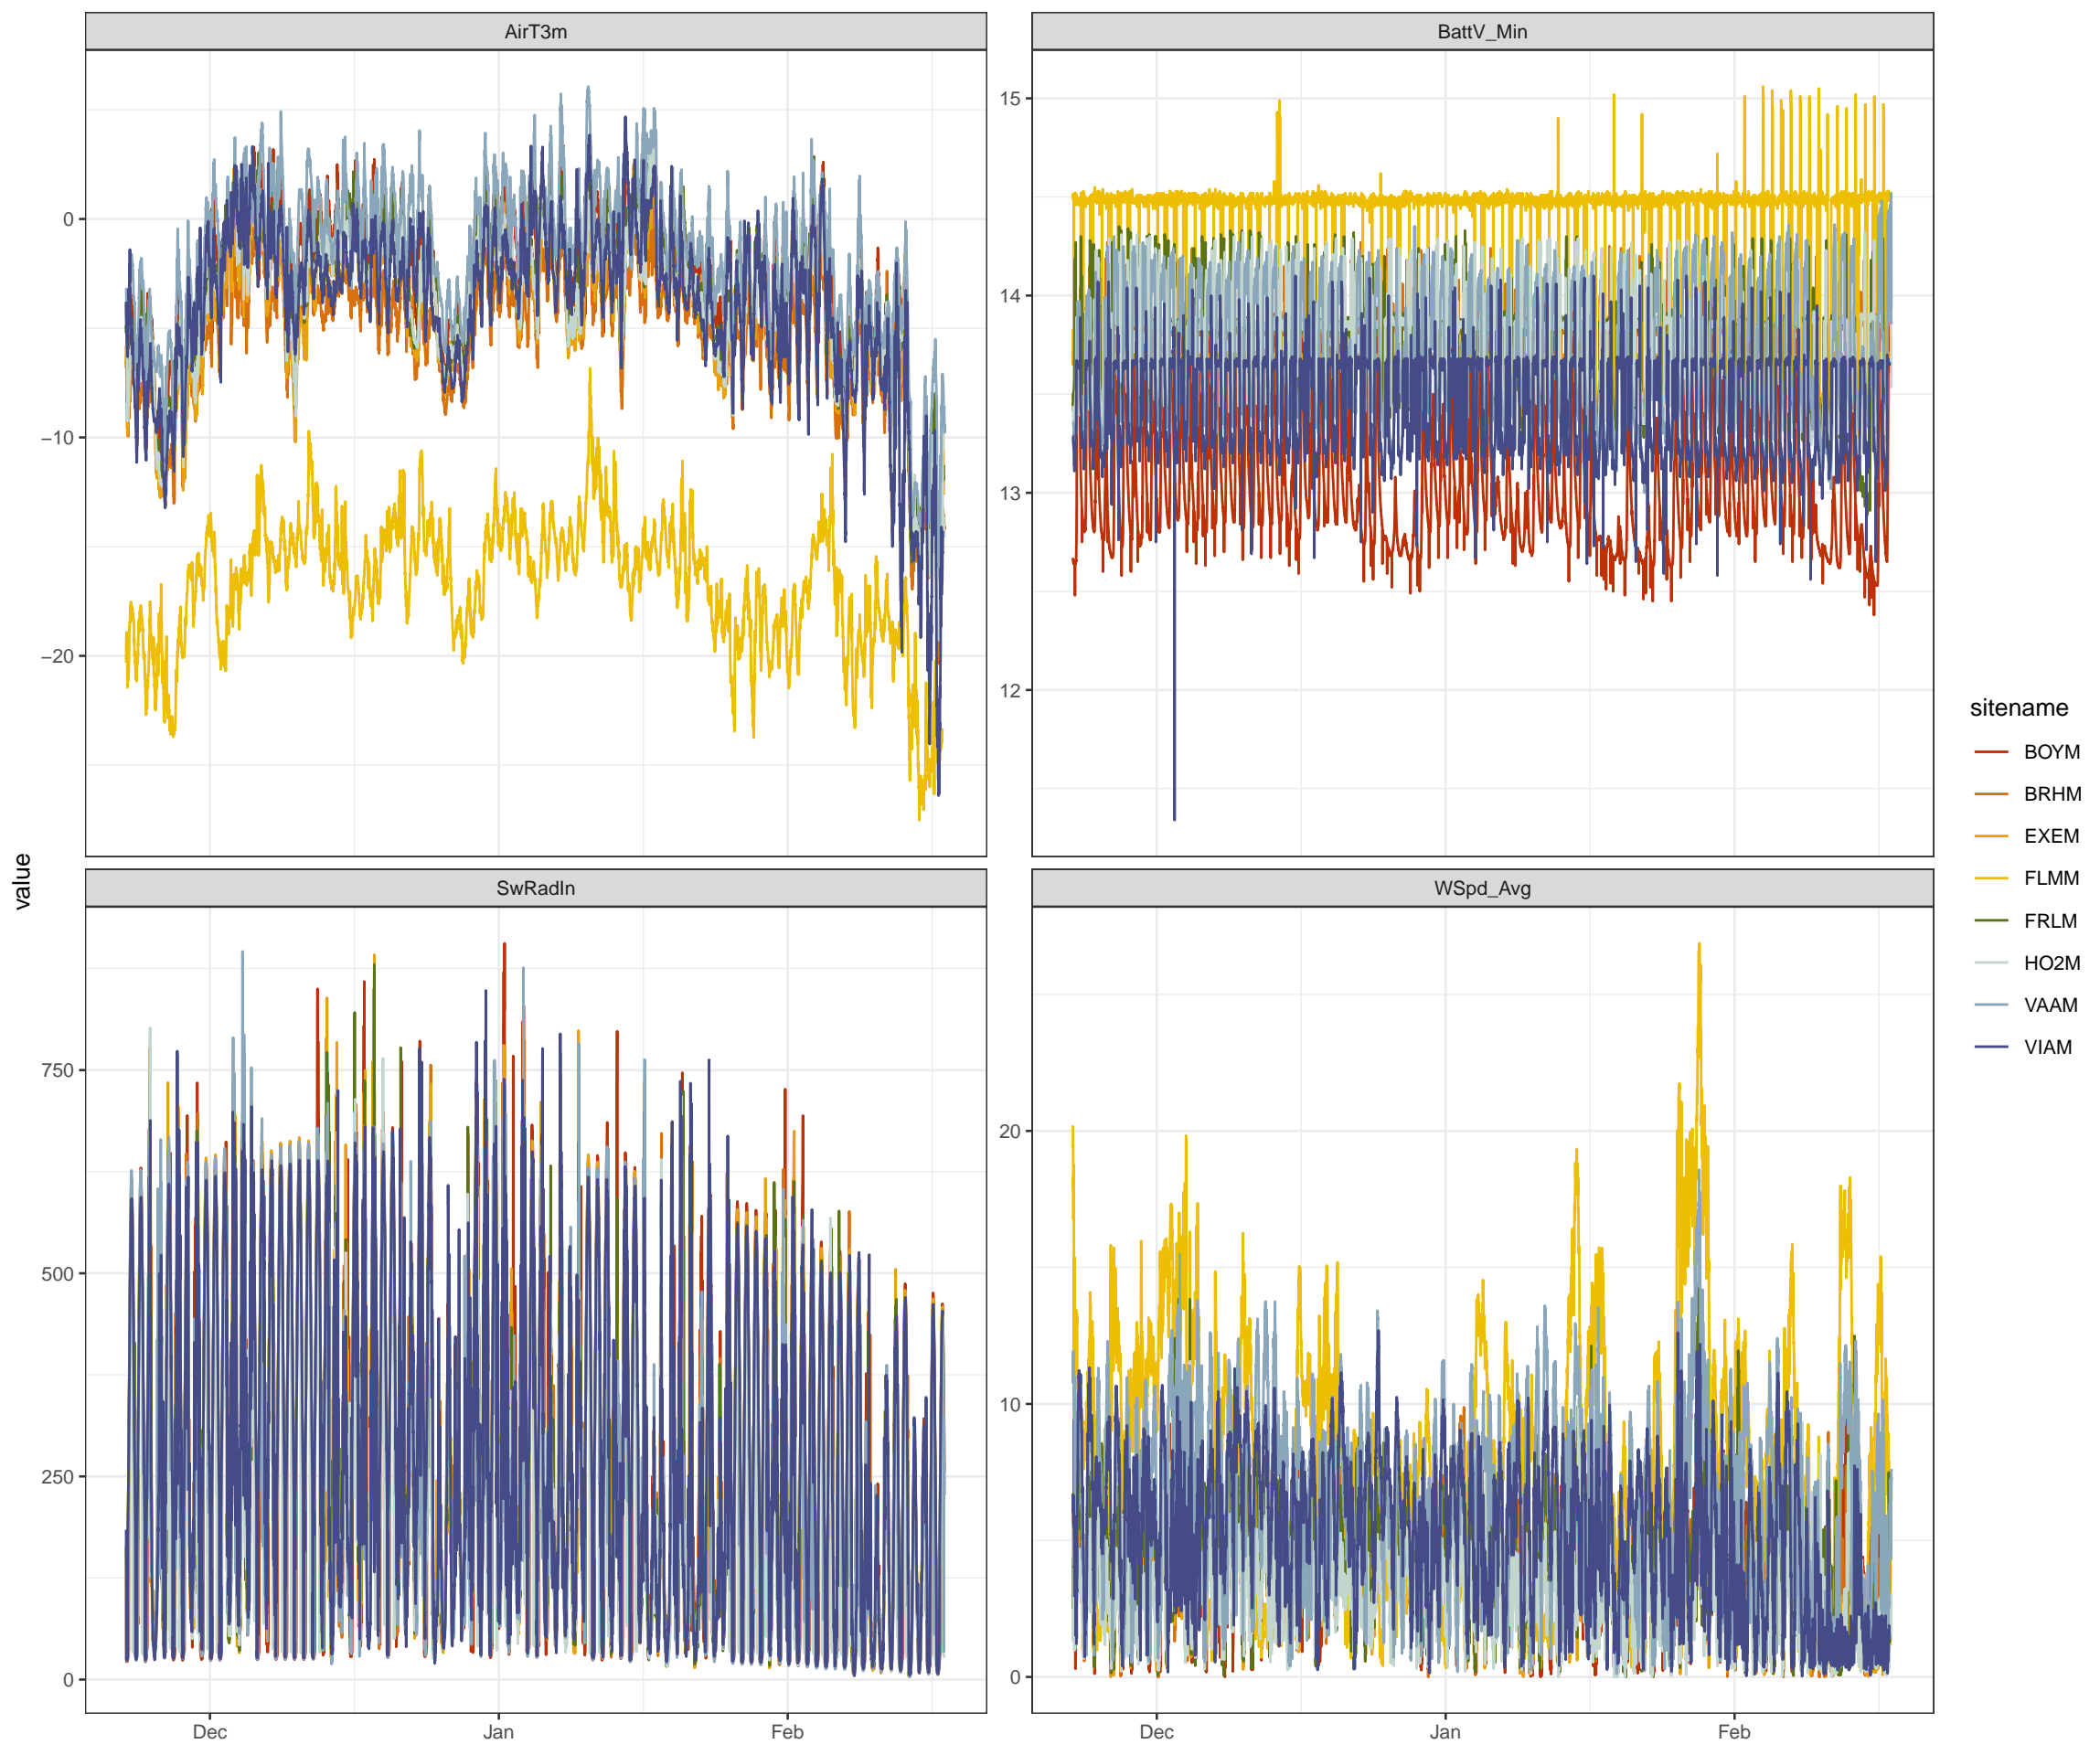 AirT3m
BattV_Min
0
−10
−20
15
14
13
12
SwRadIn
WSpd_Avg
750
500
250
0
20
10
0
Dec
Jan
Feb
Dec
Jan
Feb
value
sitename
BOYM
BRHM
EXEM
FLMM
FRLM
HO2M
VAAM
VIAM